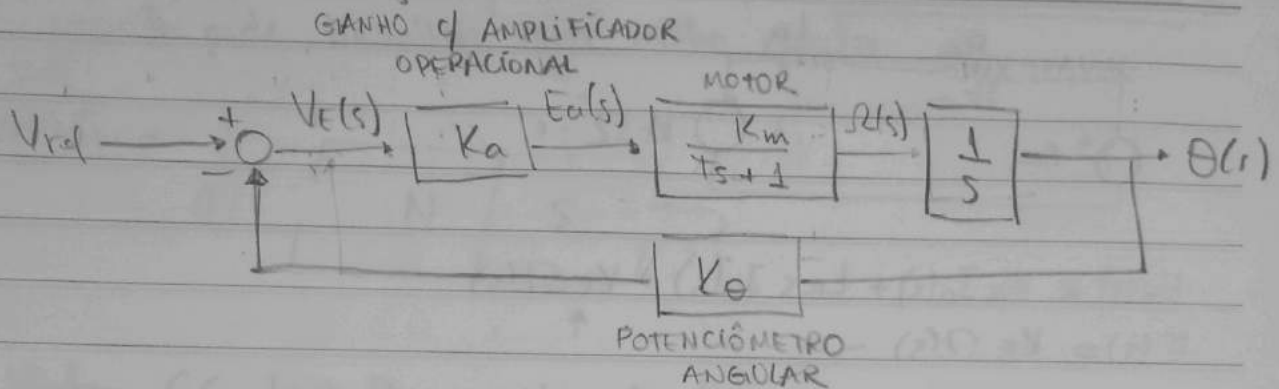 GANHO c/ AMPLIFICADOR
OPERACIONAL
MOTOR
Vref
+
-
VE(s)
Ka
Ea(s)
Km
τs + 1
Ω(s)
1
s
θ(s)
Kθ
POTENCIÔMETRO
ANGULAR